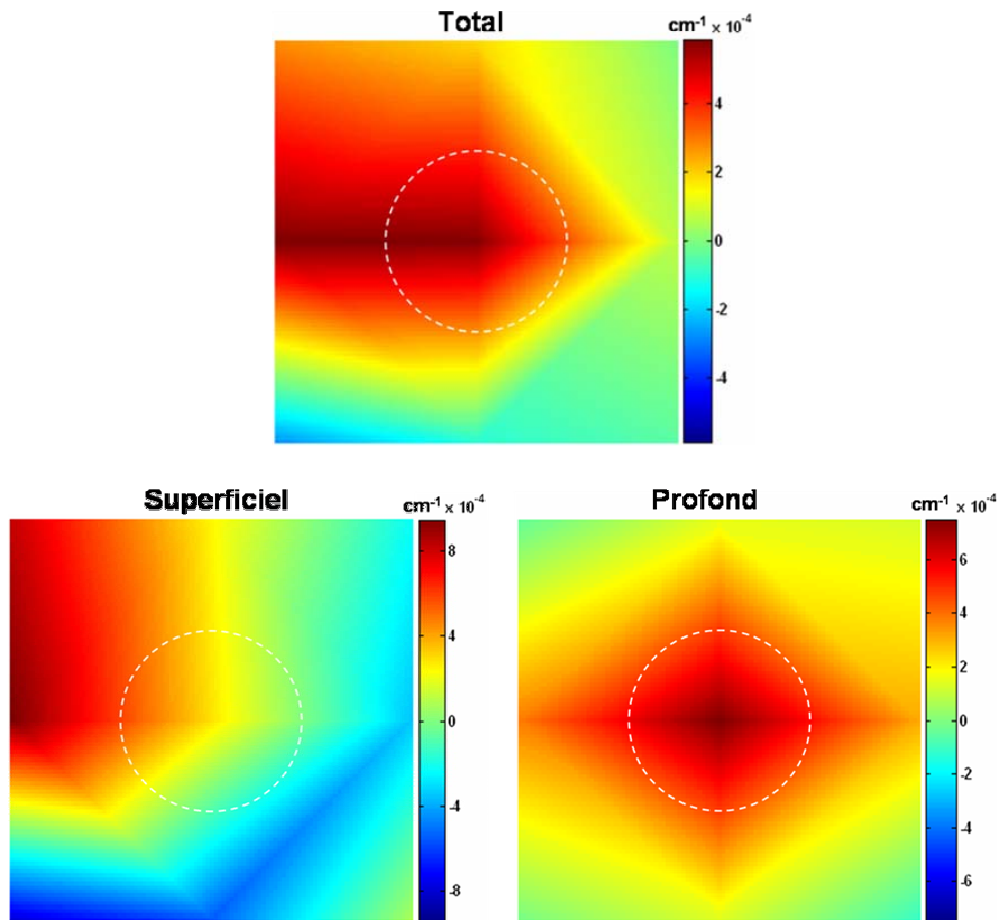 Total
cm⁻¹ x 10⁻⁴
4
2
0
-2
-4
Superficiel
cm⁻¹ x 10⁻⁴
8
4
0
-4
-8
Profond
cm⁻¹ x 10⁻⁴
6
4
2
0
-2
-4
-6